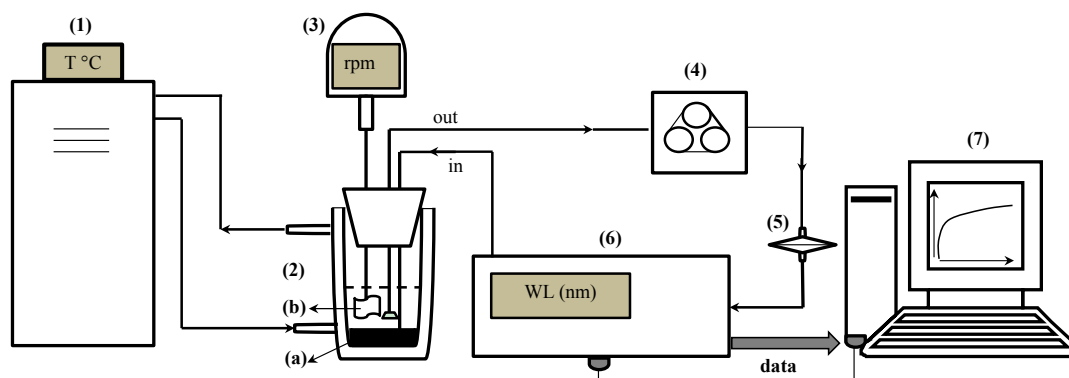 (1)
T °C
(3)
rpm
(4)
out
in
(7)
(5)
(6)
(2)
WL (nm)
(b)
(a)
data